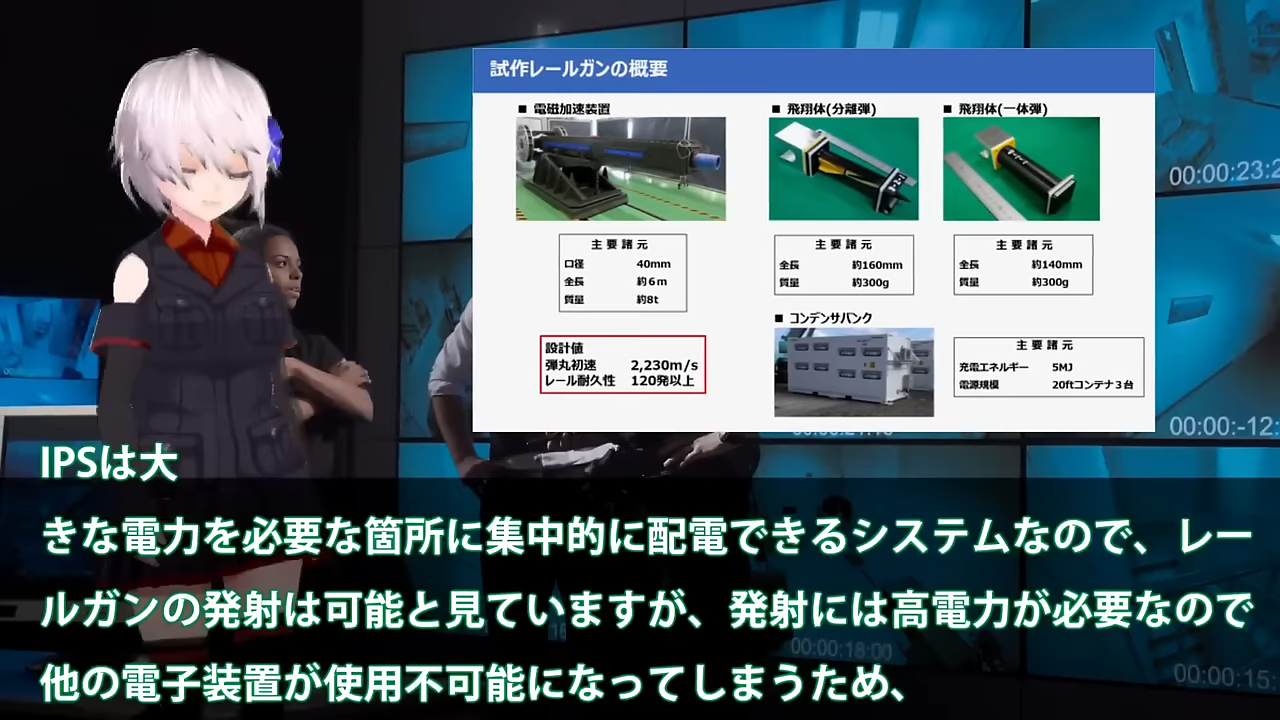 試作レールガンの概要
■ 電磁加速装置
■ 飛翔体(分離弾)
■ 飛翔体(一体弾)
主要諸元
口径 40mm
全長 約6m
質量 約8t
主要諸元
全長 約160mm
質量 約300g
主要諸元
全長 約140mm
質量 約300g
設計値
弾丸初速 2,230m/s
レール耐久性 120発以上
■ コンデンサバンク
主要諸元
充電エネルギー 5MJ
電源規模 20ftコンテナ3台
00:00:23:2
00:00:-12:
00:00:18:00
00:00:15:
IPSは大
きな電力を必要な箇所に集中的に配電できるシステムなので、レー
ルガンの発射は可能と見ていますが、発射には高電力が必要なので
他の電子装置が使用不可能になってしまうため、